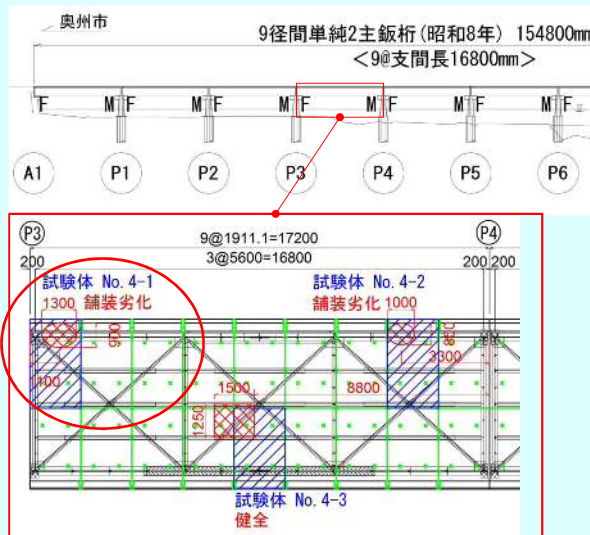 奥州市
9径間単純2主鈑桁(昭和8年) 154800mm
<9@支間長16800mm>
F M F M F M F M F M F M F
A1 P1 P2 P3 P4 P5 P6
P3 P4
9@1911.1=17200
200 3@5600=16800 200 200
試験体 No.4-1 試験体 No.4-2
1300 舗装劣化 舗装劣化 1000
900 850
3300
1100 1500 8800
1250
試験体 No.4-3
健全